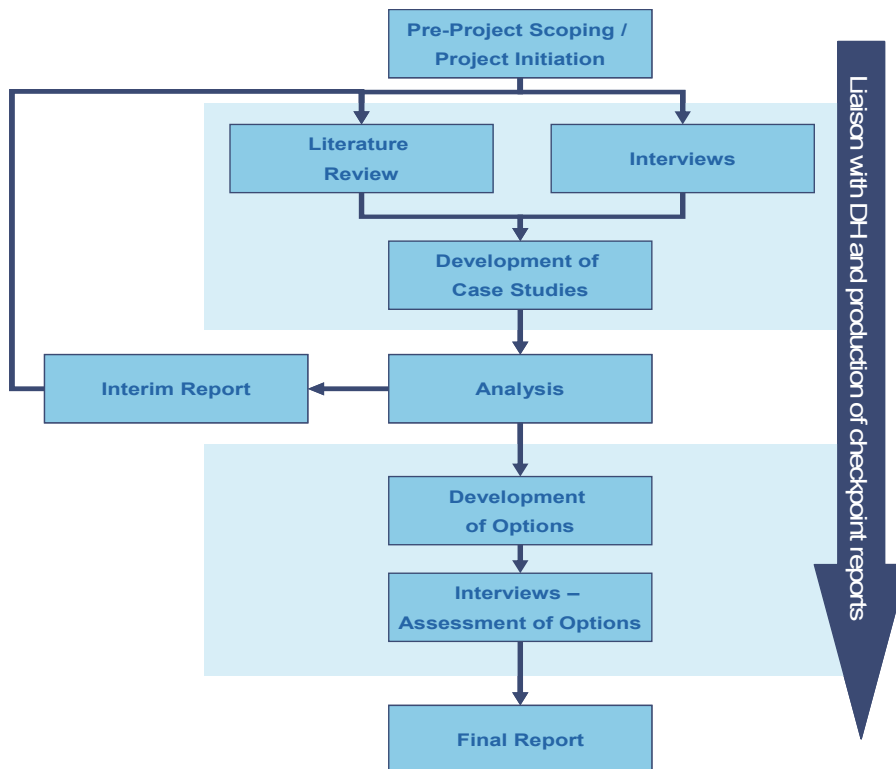 Pre-Project Scoping /
Project Initiation
Literature
Review
Interviews
Development of
Case Studies
Interim Report
Analysis
Development
of Options
Interviews –
Assessment of Options
Final Report
Liaison with DH and production of checkpoint reports